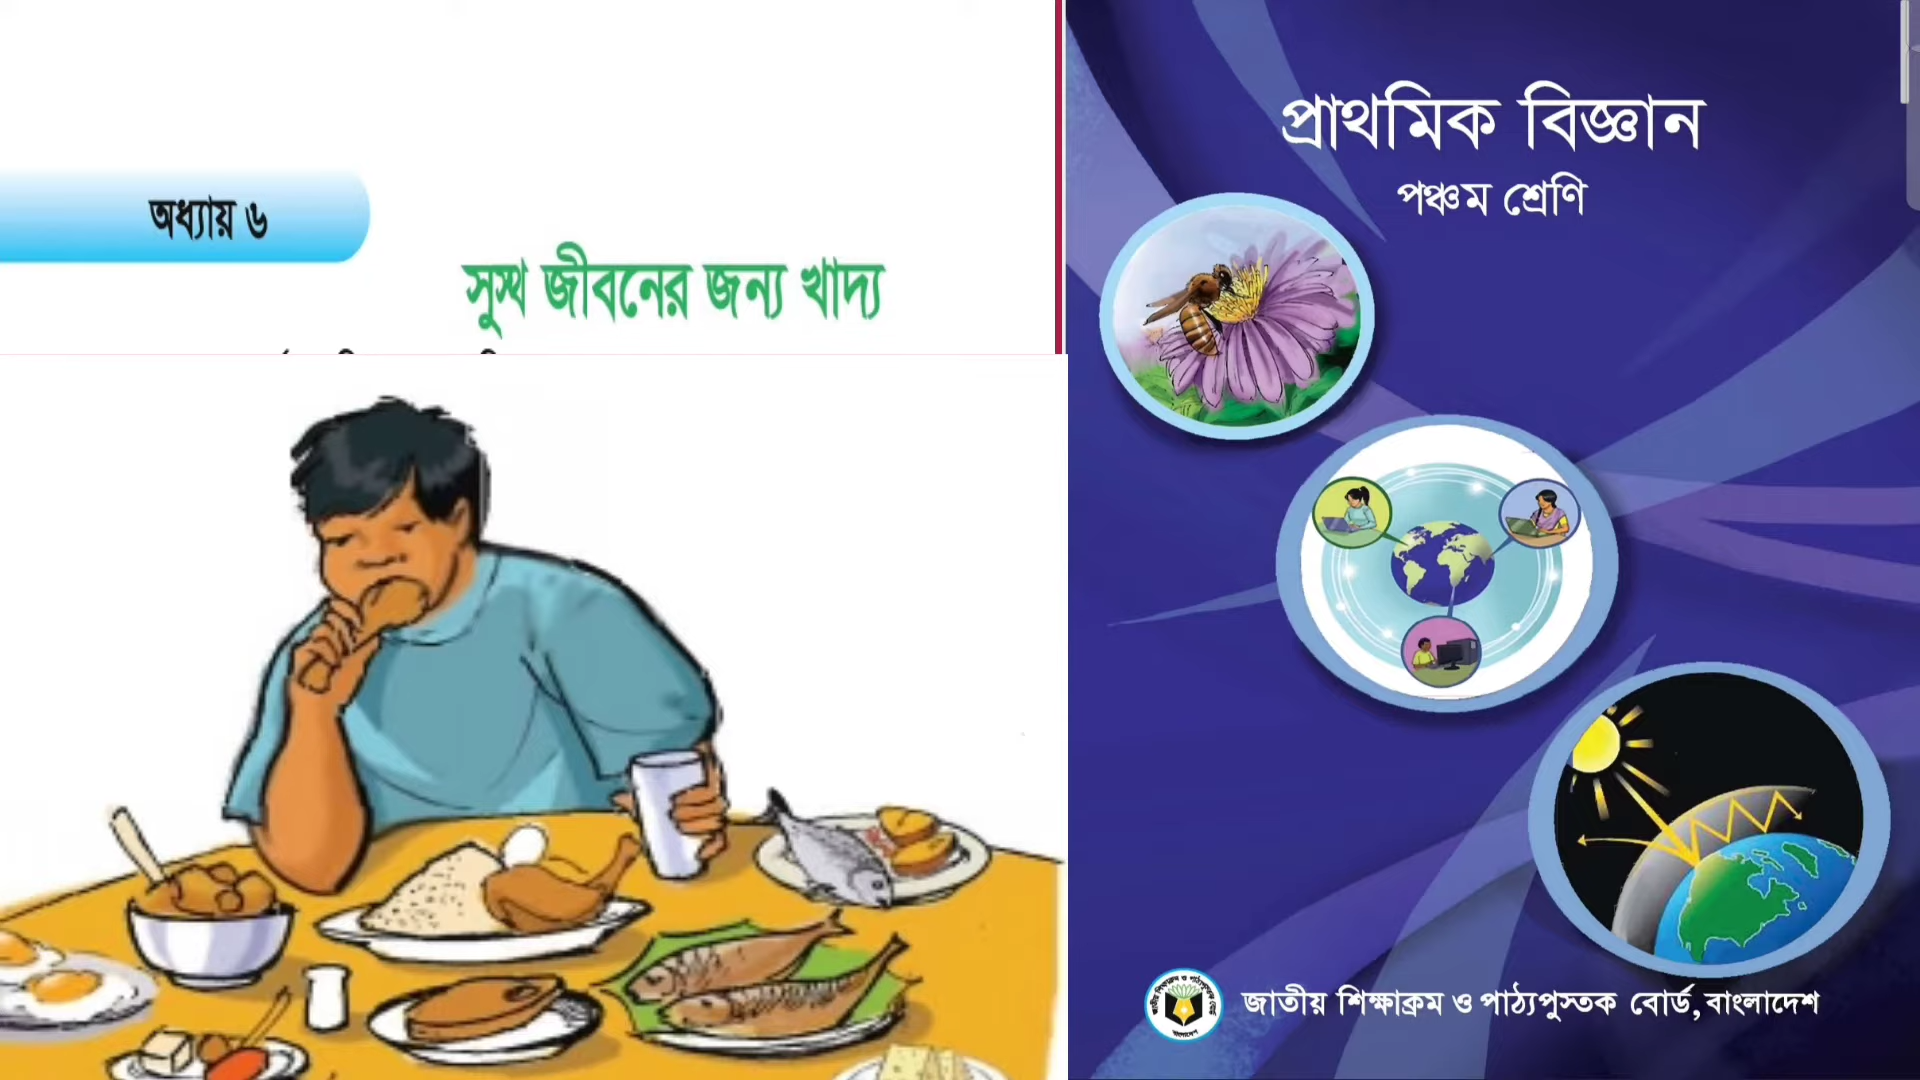 অধ্যায় ৬
সুস্থ জীবনের জন্য খাদ্য
প্রাথমিক বিজ্ঞান
পঞ্চম শ্রেণি
জাতীয় শিক্ষাক্রম ও পাঠ্যপুস্তক বোর্ড, বাংলাদেশ